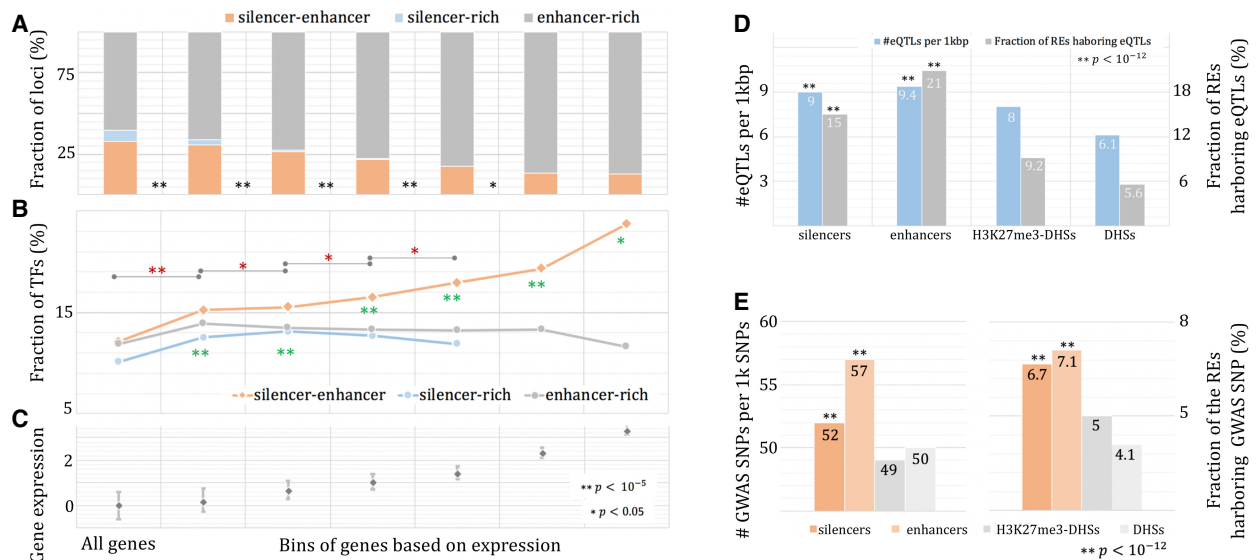 A
silencer-enhancer silencer-rich enhancer-rich
Fraction of loci (%)
75
25
** ** ** ** *
B
Fraction of TFs (%)
15
5
** * * *
** ** ** ** ** *
silencer-enhancer silencer-rich enhancer-rich
C
Gene expression
2
0
** p < 10⁻⁵
* p < 0.05
All genes Bins of genes based on expression
D
#eQTLs per 1kbp Fraction of REs haboring eQTLs
** p < 10⁻¹²
#eQTLs per 1kbp
9
6
3
** ** ** **
9 15 9.4 21 8 9.2 6.1 5.6
18
12
6
Fraction of REs
harboring eQTLs (%)
silencers enhancers H3K27me3-DHSs DHSs
E
# GWAS SNPs per 1k SNPs
60
55
50
** **
52 57 49 50
** **
6.7 7.1 5 4.1
8
5
Fraction of the REs
harboring GWAS SNP (%)
silencers enhancers H3K27me3-DHSs DHSs
** p < 10⁻¹²